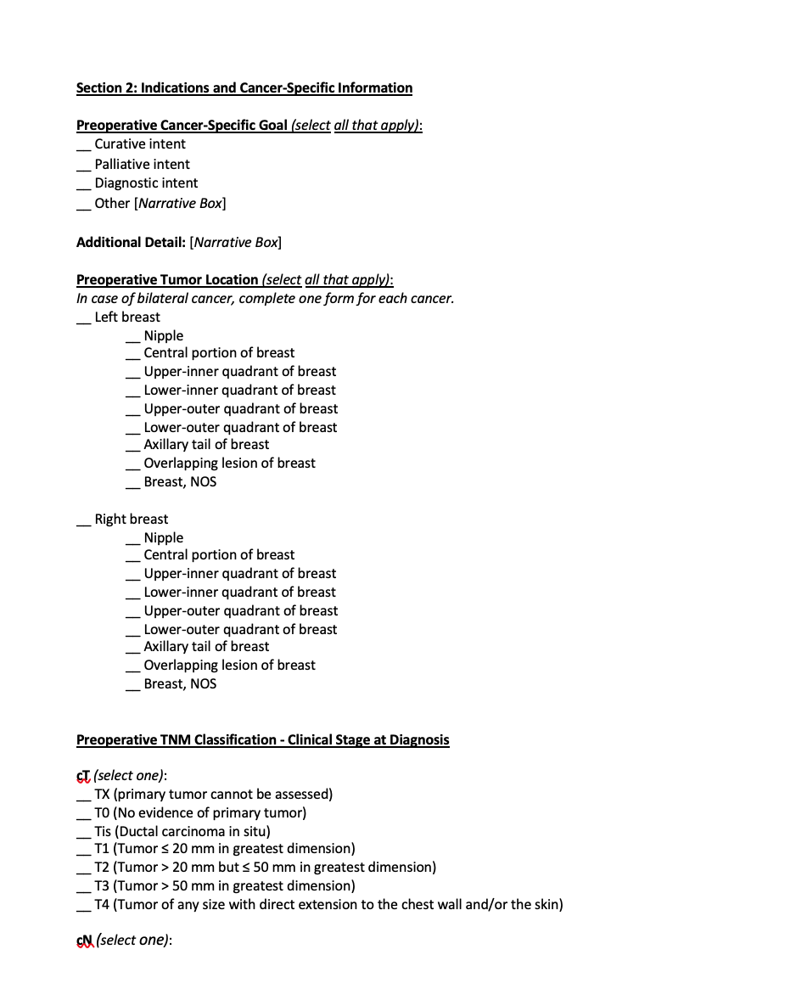 Section 2: Indications and Cancer-Specific Information
Preoperative Cancer-Specific Goal (select all that apply):
__ Curative intent
__ Palliative intent
__ Diagnostic intent
__ Other [Narrative Box]
Additional Detail: [Narrative Box]
Preoperative Tumor Location (select all that apply):
In case of bilateral cancer, complete one form for each cancer.
__ Left breast
__ Nipple
__ Central portion of breast
__ Upper-inner quadrant of breast
__ Lower-inner quadrant of breast
__ Upper-outer quadrant of breast
__ Lower-outer quadrant of breast
__ Axillary tail of breast
__ Overlapping lesion of breast
__ Breast, NOS
__ Right breast
__ Nipple
__ Central portion of breast
__ Upper-inner quadrant of breast
__ Lower-inner quadrant of breast
__ Upper-outer quadrant of breast
__ Lower-outer quadrant of breast
__ Axillary tail of breast
__ Overlapping lesion of breast
__ Breast, NOS
Preoperative TNM Classification - Clinical Stage at Diagnosis
cT (select one):
__ TX (primary tumor cannot be assessed)
__ T0 (No evidence of primary tumor)
__ Tis (Ductal carcinoma in situ)
__ T1 (Tumor ≤ 20 mm in greatest dimension)
__ T2 (Tumor > 20 mm but ≤ 50 mm in greatest dimension)
__ T3 (Tumor > 50 mm in greatest dimension)
__ T4 (Tumor of any size with direct extension to the chest wall and/or the skin)
cN (select one):